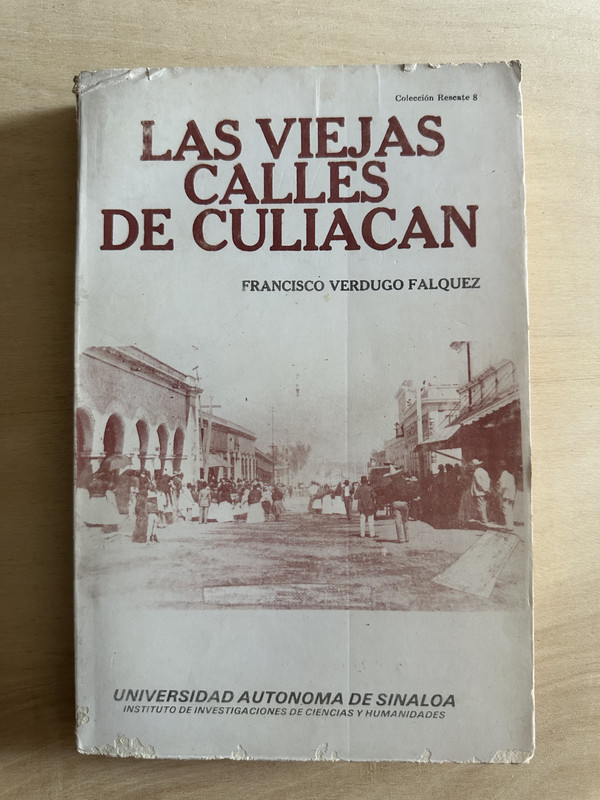 Colección Rescate 8
LAS VIEJAS
CALLES
DE CULIACAN
FRANCISCO VERDUGO FALQUEZ
UNIVERSIDAD AUTONOMA DE SINALOA
INSTITUTO DE INVESTIGACIONES DE CIENCIAS Y HUMANIDADES